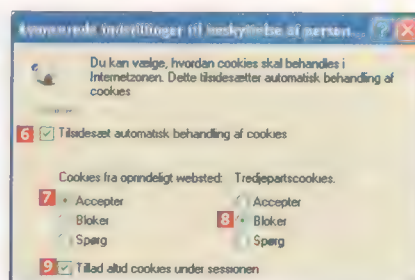 Avancerede indstillinger til beskyttelse af person...
Du kan vælge, hvordan cookies skal behandles i
Internetzonen. Dette tilsidesætter automatisk behandling af
cookies
6 Tilsidesæt automatisk behandling af cookies
Cookies fra oprindeligt websted: Tredjepartscookies:
7 Accepter Accepter
Bloker 8 Bloker
Spørg Spørg
9 Tillad altid cookies under sessionen